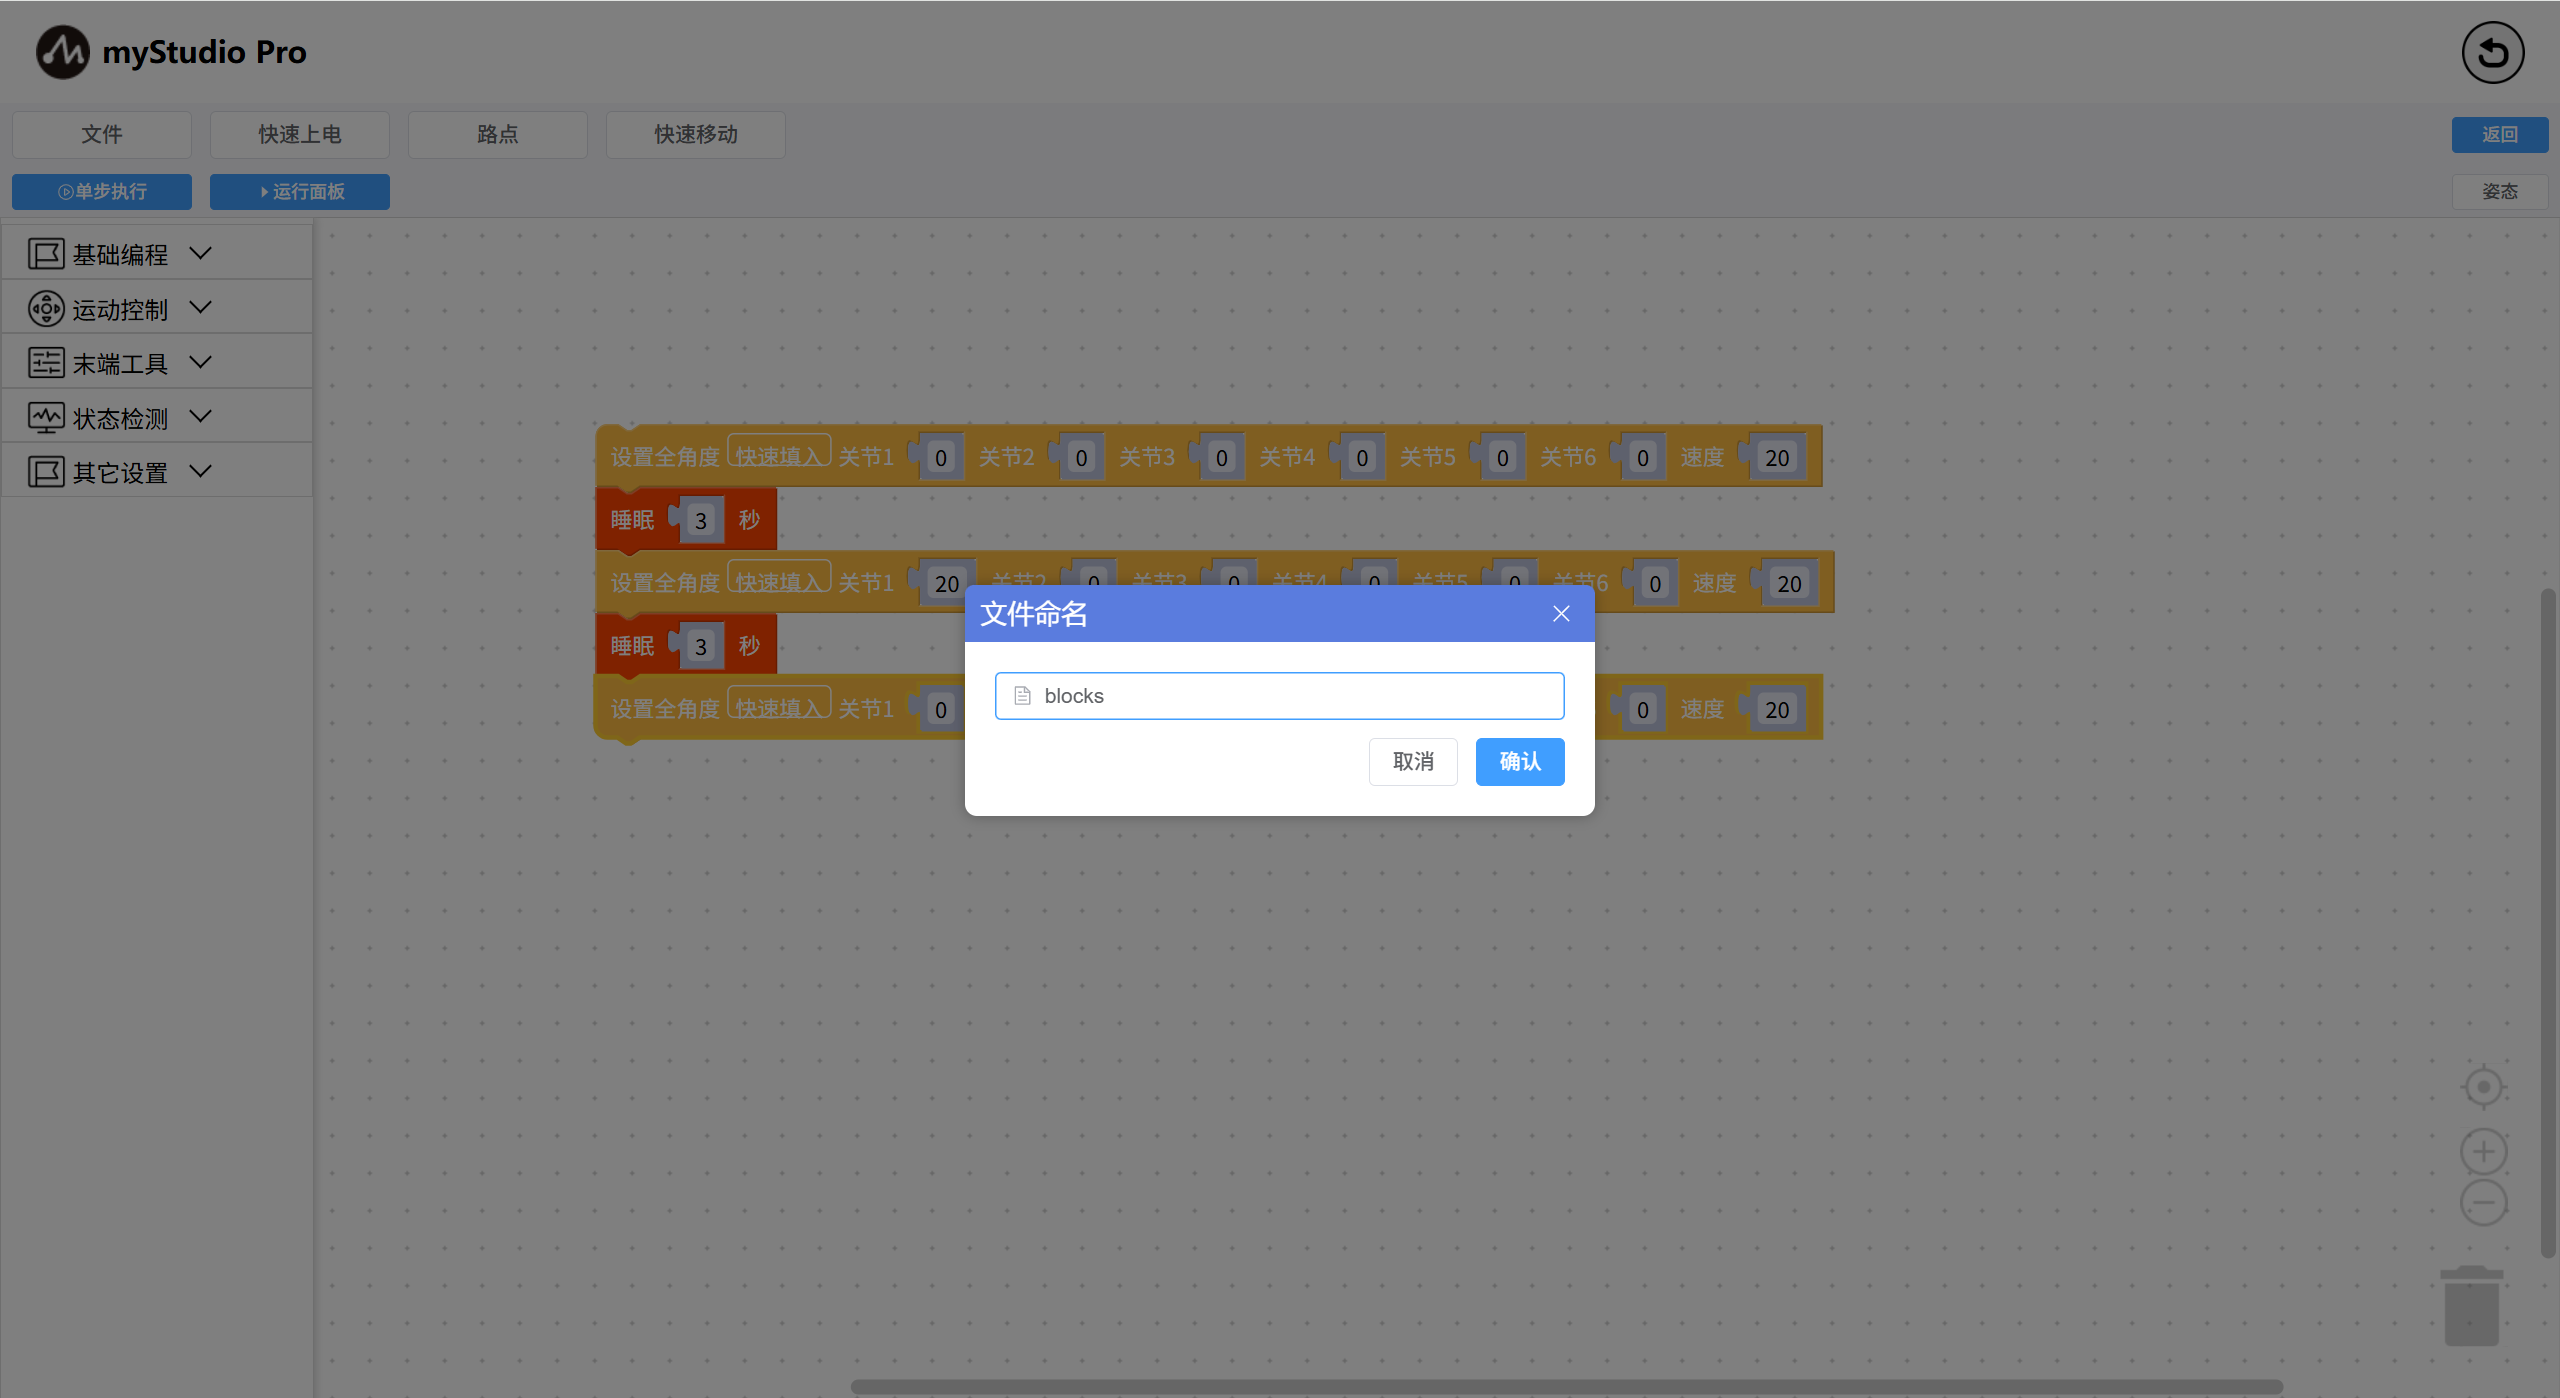 myStudio Pro
文件 快速上电 路点 快速移动 返回
单步执行 运行面板 姿态
基础编程
运动控制
末端工具
状态检测
其它设置
设置全角度 快速填入 关节1 0 关节2 0 关节3 0 关节4 0 关节5 0 关节6 0 速度 20
睡眠 3 秒
设置全角度 快速填入 关节1 20 关节2 0 关节3 0 关节4 0 关节5 0 关节6 0 速度 20
睡眠 3 秒
设置全角度 快速填入 关节1 0 0 速度 20
文件命名
blocks
取消 确认